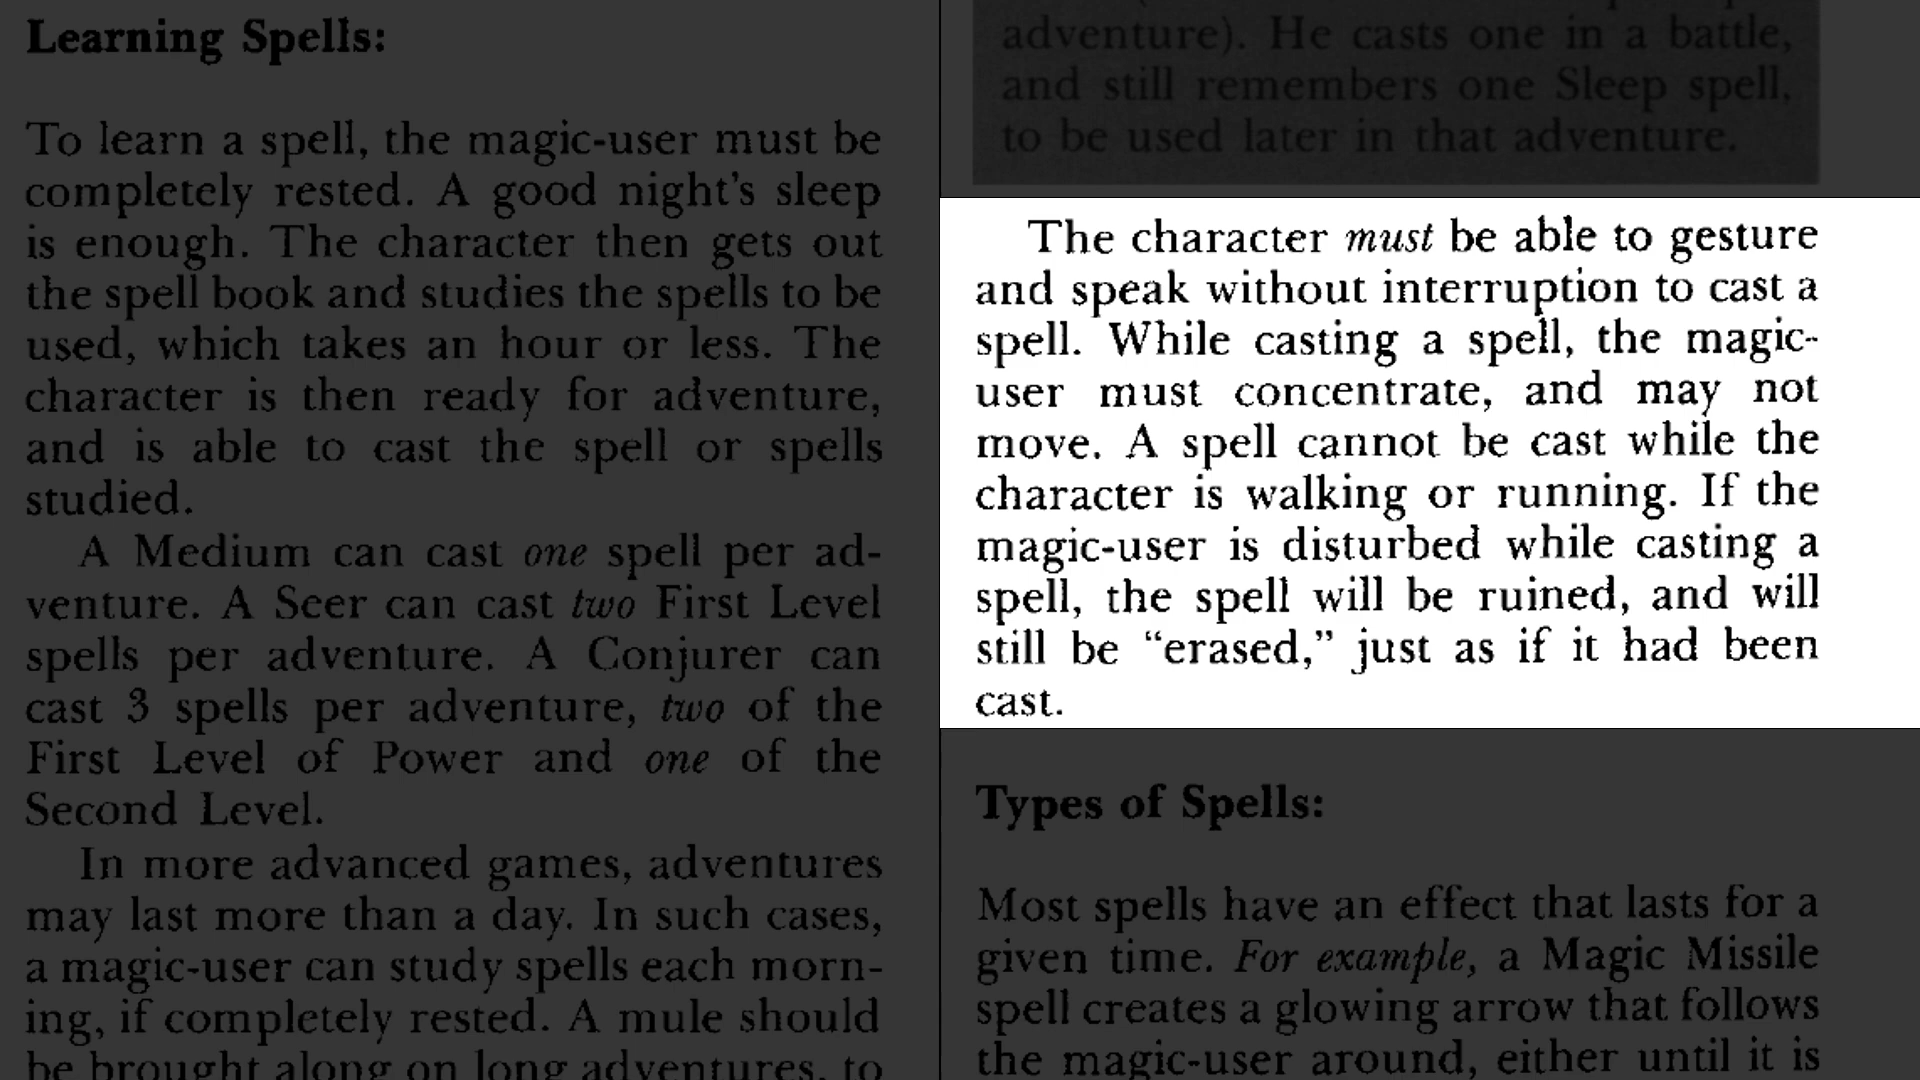 Learning Spells:
To learn a spell, the magic-user must be
completely rested. A good night's sleep
is enough. The character then gets out
the spell book and studies the spells to be
used, which takes an hour or less. The
character is then ready for adventure,
and is able to cast the spell or spells
studied.
A Medium can cast one spell per ad-
venture. A Seer can cast two First Level
spells per adventure. A Conjurer can
cast 3 spells per adventure, two of the
First Level of Power and one of the
Second Level.
In more advanced games, adventures
may last more than a day. In such cases,
a magic-user can study spells each morn-
ing, if completely rested. A mule should
be brought along on long adventures, to
adventure). He casts one in a battle,
and still remembers one Sleep spell,
to be used later in that adventure.
The character must be able to gesture
and speak without interruption to cast a
spell. While casting a spell, the magic-
user must concentrate, and may not
move. A spell cannot be cast while the
character is walking or running. If the
magic-user is disturbed while casting a
spell, the spell will be ruined, and will
still be “erased,” just as if it had been
cast.
Types of Spells:
Most spells have an effect that lasts for a
given time. For example, a Magic Missile
spell creates a glowing arrow that follows
the magic-user around, either until it is